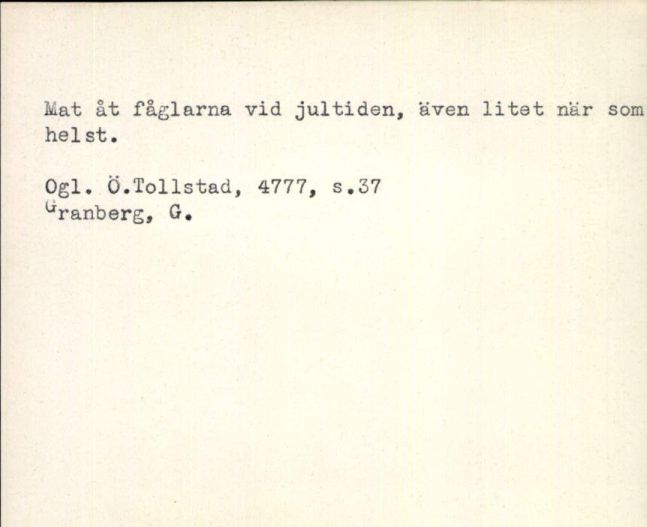 Mat åt fåglarna vid jultiden, även litet när som
helst.
Ogl. Ö.Tollstad, 4777, s.37
Granberg, G.